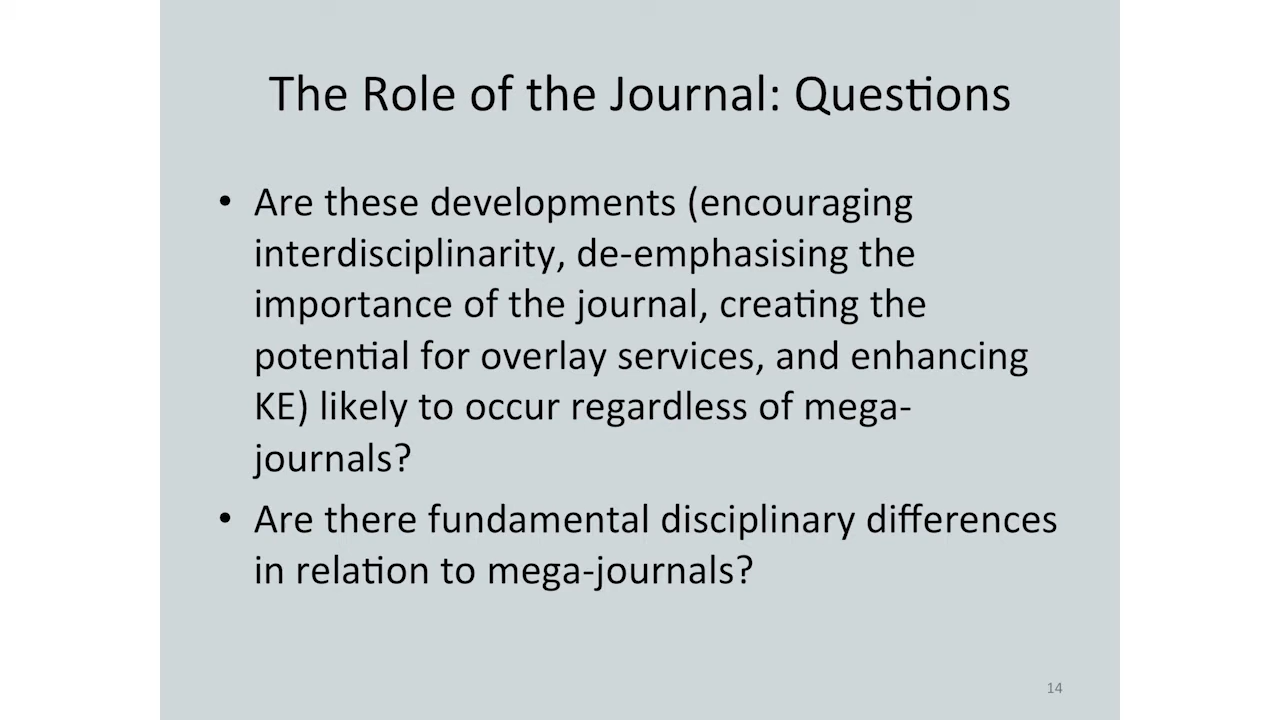 The Role of the Journal: Questions
• Are these developments (encouraging
interdisciplinarity, de-emphasising the
importance of the journal, creating the
potential for overlay services, and enhancing
KE) likely to occur regardless of mega-
journals?
• Are there fundamental disciplinary differences
in relation to mega-journals?
14